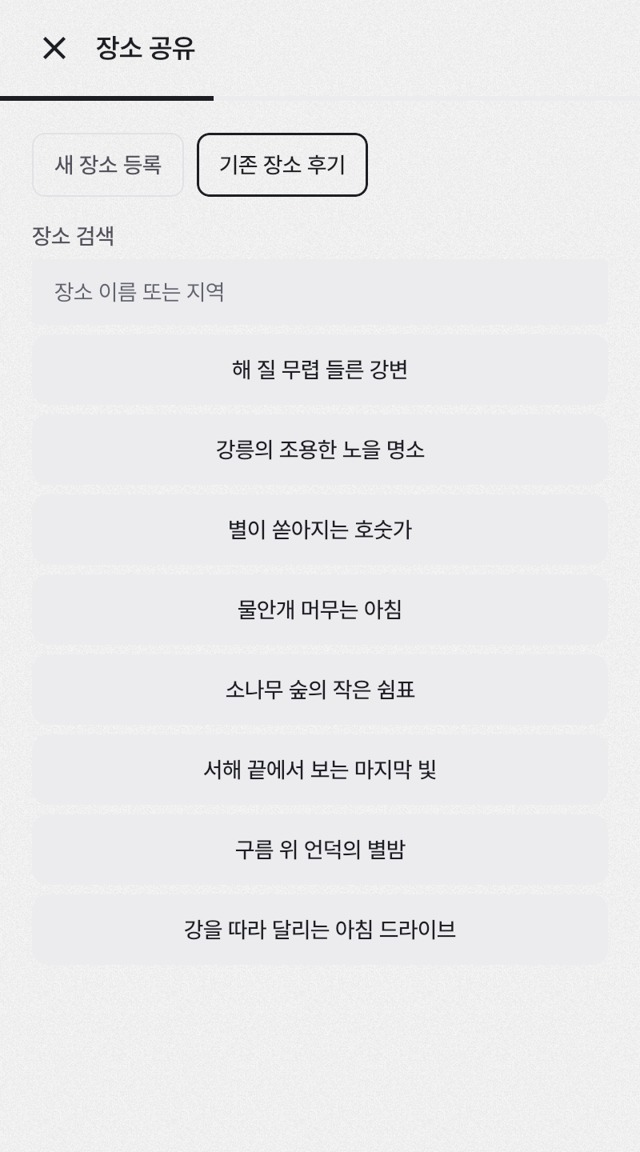 장소 공유
새 장소 등록
기존 장소 후기
장소 검색
장소 이름 또는 지역
해 질 무렵 들른 강변
강릉의 조용한 노을 명소
별이 쏟아지는 호숫가
물안개 머무는 아침
소나무 숲의 작은 쉼표
서해 끝에서 보는 마지막 빛
구름 위 언덕의 별밤
강을 따라 달리는 아침 드라이브